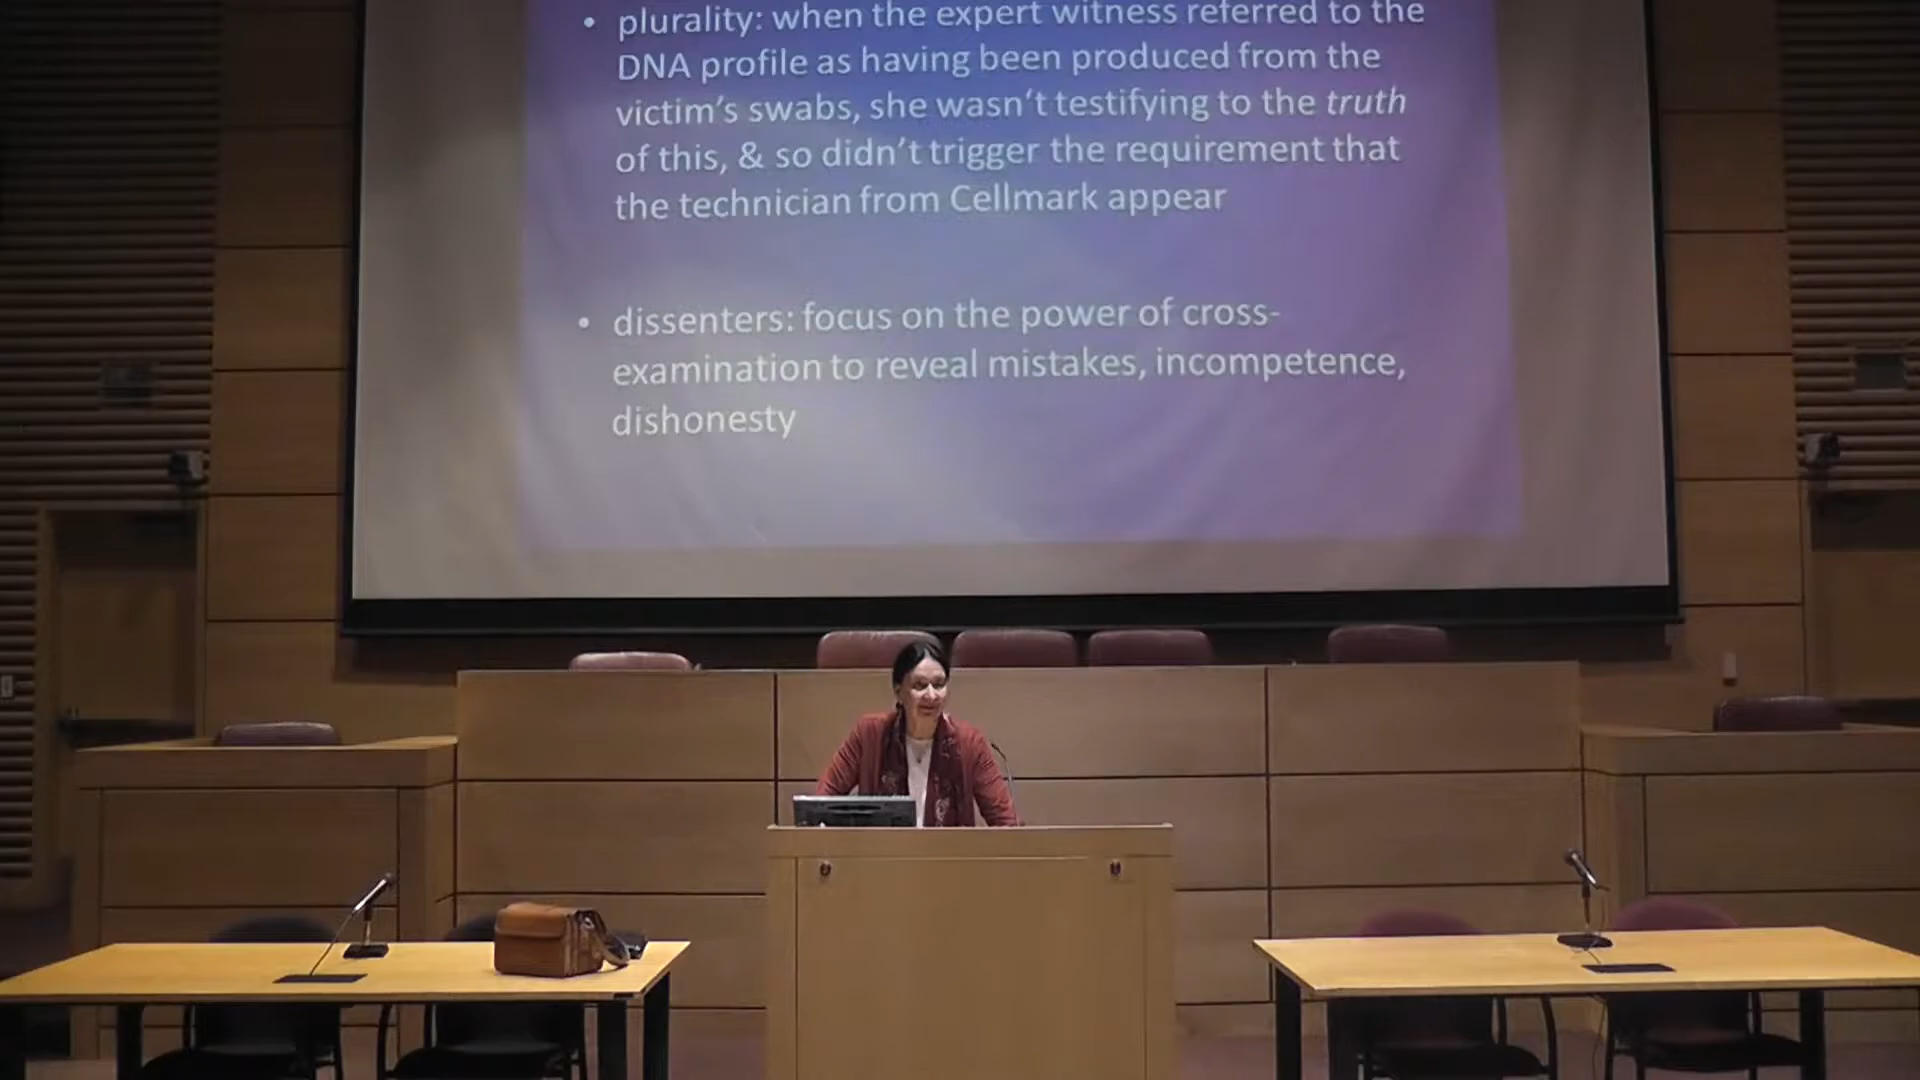 • plurality: when the expert witness referred to the
DNA profile as having been produced from the
victim's swabs, she wasn't testifying to the truth
of this, & so didn't trigger the requirement that
the technician from Cellmark appear
• dissenters: focus on the power of cross-
examination to reveal mistakes, incompetence,
dishonesty